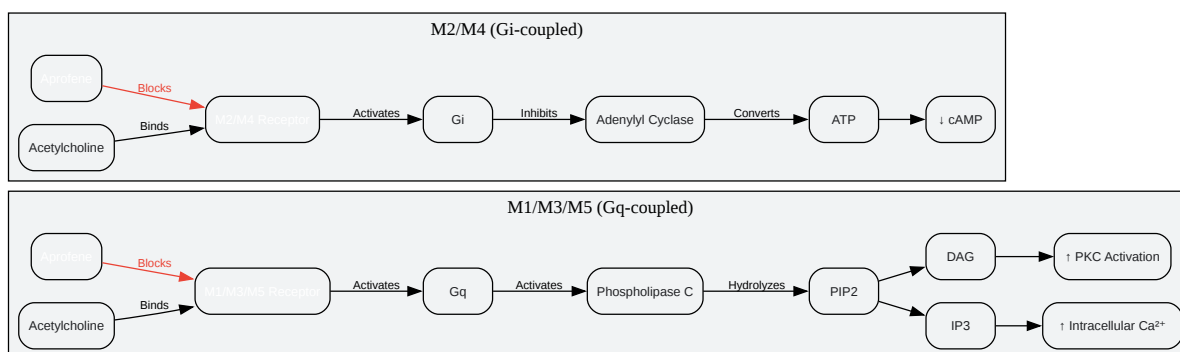 M2/M4 (Gi-coupled)
Aprofene
Blocks
Acetylcholine
Binds
M2/M4 Receptor
Activates
Gi
Inhibits
Adenylyl Cyclase
Converts
ATP
↓ cAMP
M1/M3/M5 (Gq-coupled)
Aprofene
Blocks
Acetylcholine
Binds
M1/M3/M5 Receptor
Activates
Gq
Activates
Phospholipase C
Hydrolyzes
PIP2
DAG
↑ PKC Activation
IP3
↑ Intracellular Ca²⁺